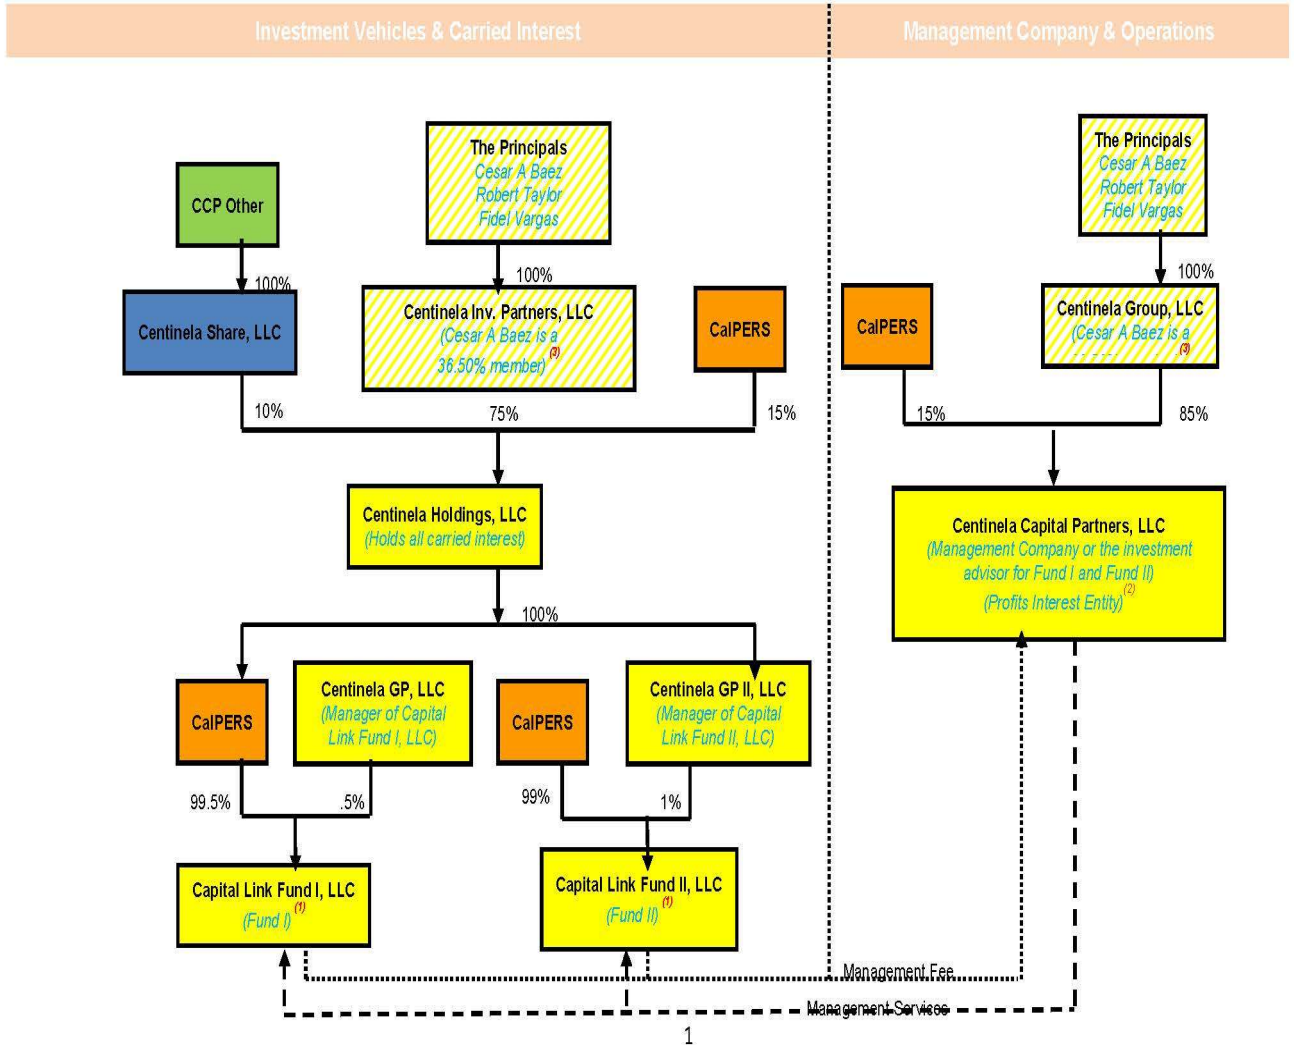 Investment Vehicles & Carried Interest
Management Company & Operations
The Principals
Cesar A Baez
Robert Taylor
Fidel Vargas
The Principals
Cesar A Baez
Robert Taylor
Fidel Vargas
CCP Other
100%
100%
100%
Centinela Share, LLC
Centinela Inv. Partners, LLC
(Cesar A Baez is a
36.50% member)(3)
CalPERS
CalPERS
Centinela Group, LLC
(Cesar A Baez is a
(3)
10%
75%
15%
15%
85%
Centinela Holdings, LLC
(Holds all carried interest)
Centinela Capital Partners, LLC
(Management Company or the investment
advisor for Fund I and Fund II)
(Profits Interest Entity)(2)
100%
CalPERS
Centinela GP, LLC
(Manager of Capital
Link Fund I, LLC)
CalPERS
Centinela GP II, LLC
(Manager of Capital
Link Fund II, LLC)
99.5%
.5%
99%
1%
Capital Link Fund I, LLC
(Fund I)(1)
Capital Link Fund II, LLC
(Fund II)(1)
Management Fee
Management Services
1